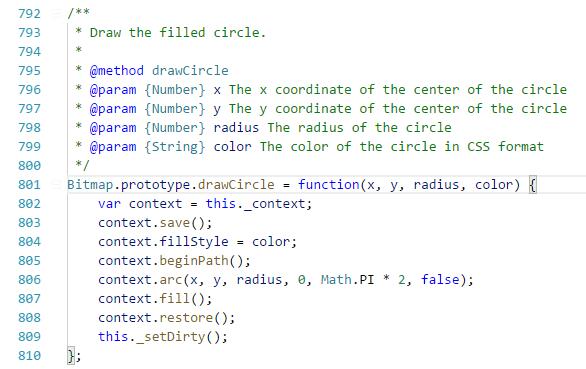 792 /**
793  * Draw the filled circle.
794  *
795  * @method drawCircle
796  * @param {Number} x The x coordinate of the center of the circle
797  * @param {Number} y The y coordinate of the center of the circle
798  * @param {Number} radius The radius of the circle
799  * @param {String} color The color of the circle in CSS format
800  */
801 Bitmap.prototype.drawCircle = function(x, y, radius, color) {
802     var context = this._context;
803     context.save();
804     context.fillStyle = color;
805     context.beginPath();
806     context.arc(x, y, radius, 0, Math.PI * 2, false);
807     context.fill();
808     context.restore();
809     this._setDirty();
810 };